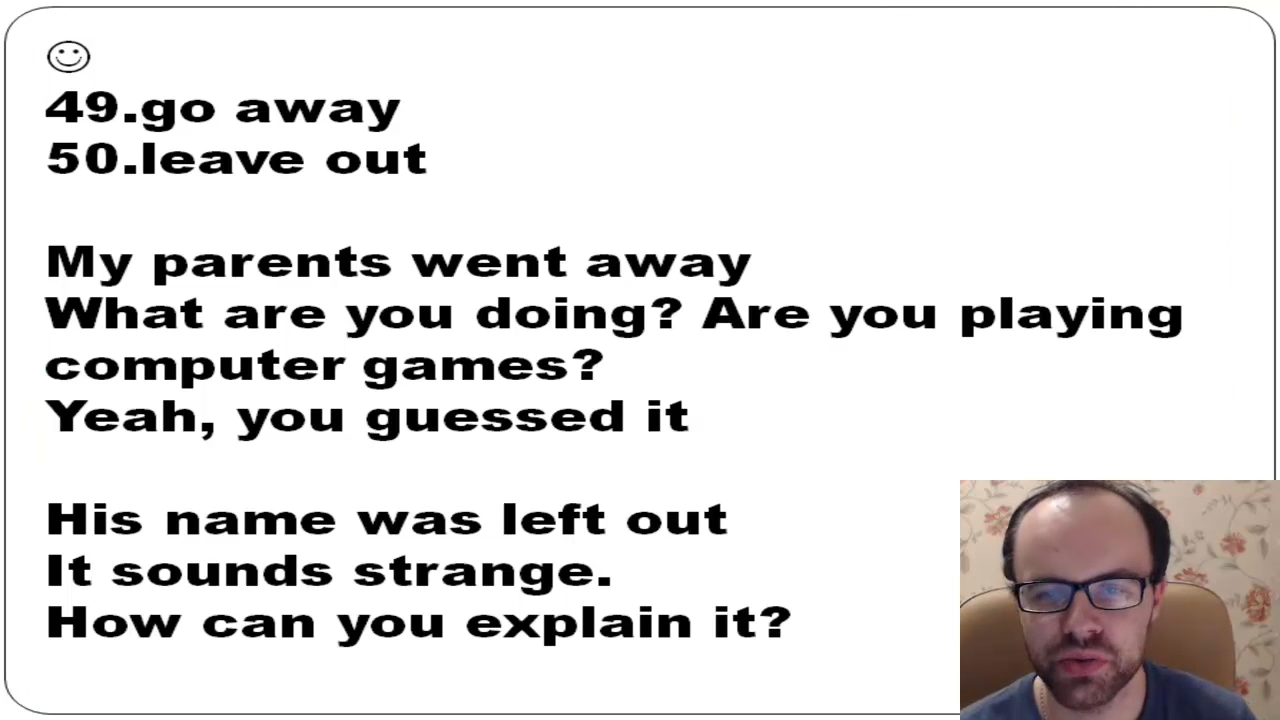 49.go away
50.leave out
My parents went away
What are you doing? Are you playing
computer games?
Yeah, you guessed it
His name was left out
It sounds strange.
How can you explain it?